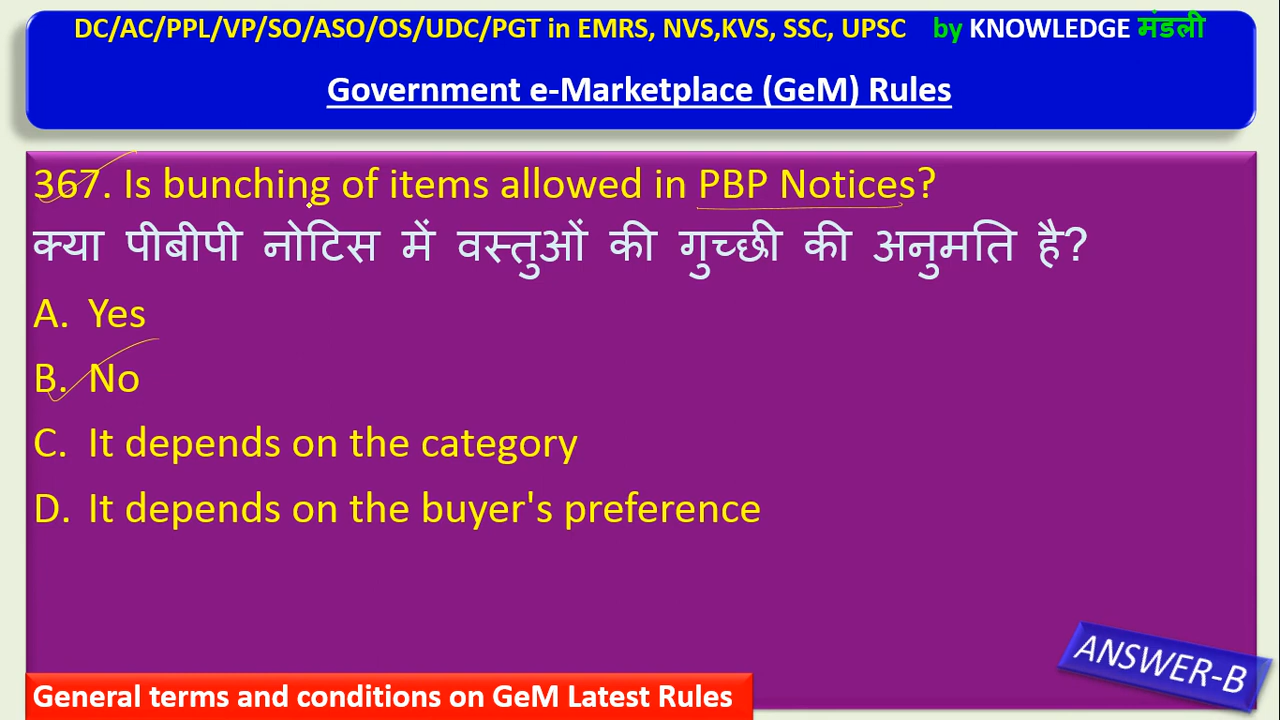 DC/AC/PPL/VP/SO/ASO/OS/UDC/PGT in EMRS, NVS,KVS, SSC, UPSC by KNOWLEDGE मंडली
Government e-Marketplace (GeM) Rules
367. Is bunching of items allowed in PBP Notices?
क्या पीबीपी नोटिस में वस्तुओं की गुच्छी की अनुमति है?
A. Yes
B. No
C. It depends on the category
D. It depends on the buyer's preference
ANSWER-B
General terms and conditions on GeM Latest Rules